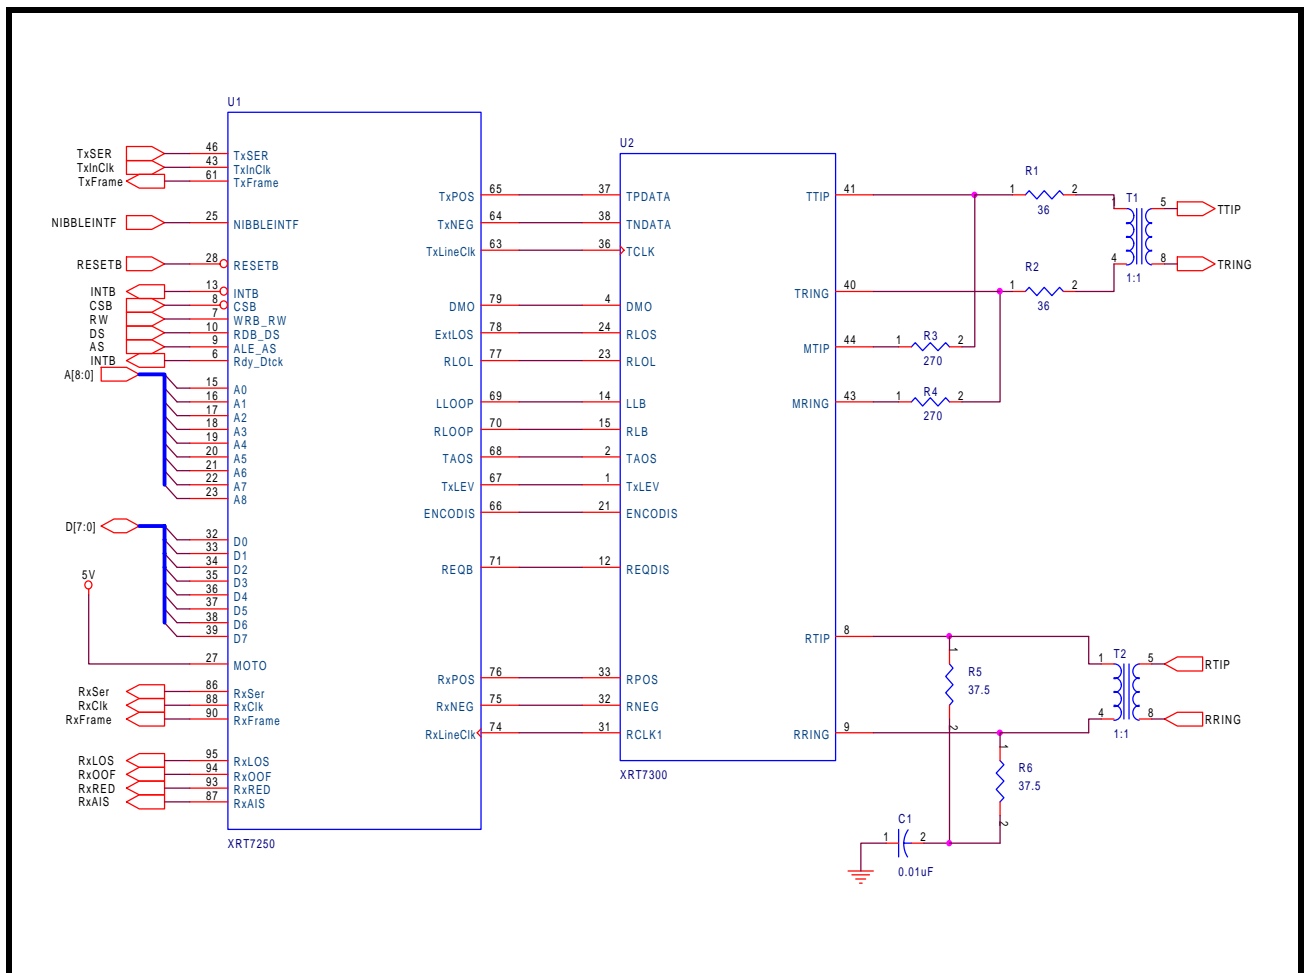 U1
TxSER 46 TxSER
TxInClk 43 TxInClk
TxFrame 61 TxFrame
NIBBLEINTF 25 NIBBLEINTF
RESETB 28 RESETB
INTB 13 INTB
CSB 8 CSB
RW 7 WRB_RW
DS 10 RDB_DS
AS 9 ALE_AS
INTB 6 Rdy_Dtck
A[8:0]
15 A0
16 A1
17 A2
18 A3
19 A4
20 A5
21 A6
22 A7
23 A8
D[7:0]
32 D0
33 D1
34 D2
35 D3
36 D4
37 D5
38 D6
39 D7
5V
27 MOTO
RxSer 86 RxSer
RxClk 88 RxClk
RxFrame 90 RxFrame
RxLOS 95 RxLOS
RxOOF 94 RxOOF
RxRED 93 RxRED
RxAIS 87 RxAIS
XRT7250
U2
TxPOS 65 37 TPDATA
TxNEG 64 38 TNDATA
TxLineClk 63 36 TCLK
DMO 79 4 DMO
ExtLOS 78 24 RLOS
RLOL 77 23 RLOL
LLOOP 69 14 LLB
RLOOP 70 15 RLB
TAOS 68 2 TAOS
TxLEV 67 1 TxLEV
ENCODIS 66 21 ENCODIS
REQB 71 12 REQDIS
RxPOS 76 33 RPOS
RxNEG 75 32 RNEG
RxLineClk 74 31 RCLK1
XRT7300
TTIP 41
R1
1 2
36
TRING 40
R2
1 2
36
MTIP 44
R3
1 2
270
MRING 43
R4
1 2
270
T1
1 5 TTIP
4 8 TRING
1:1
RTIP 8
1
R5
37.5
2
RRING 9
1
R6
37.5
2
T2
1 5 RTIP
4 8 RRING
1:1
C1
1 2
0.01uF